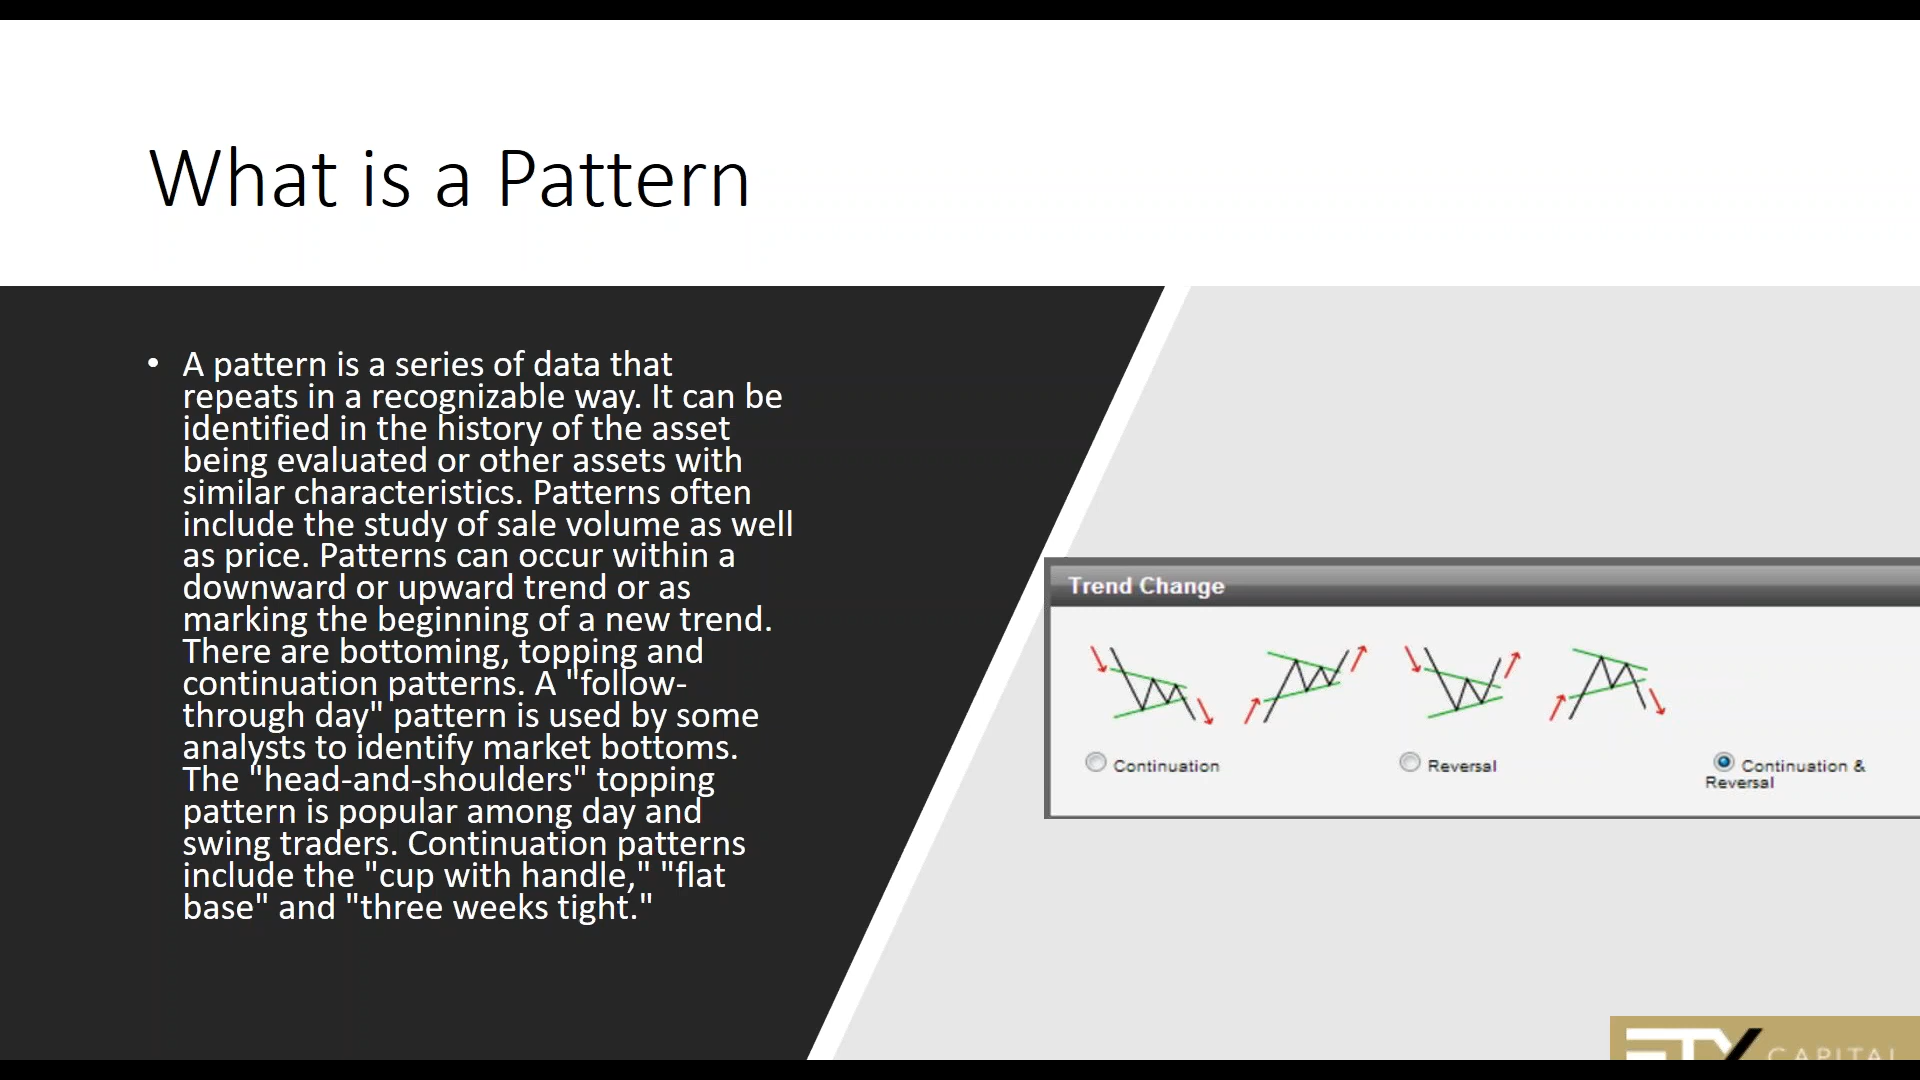 What is a Pattern
• A pattern is a series of data that
repeats in a recognizable way. It can be
identified in the history of the asset
being evaluated or other assets with
similar characteristics. Patterns often
include the study of sale volume as well
as price. Patterns can occur within a
downward or upward trend or as
marking the beginning of a new trend.
There are bottoming, topping and
continuation patterns. A "follow-
through day" pattern is used by some
analysts to identify market bottoms.
The "head-and-shoulders" topping
pattern is popular among day and
swing traders. Continuation patterns
include the "cup with handle," "flat
base" and "three weeks tight."
Trend Change
Continuation
Reversal
Continuation &
Reversal
CAPITAL